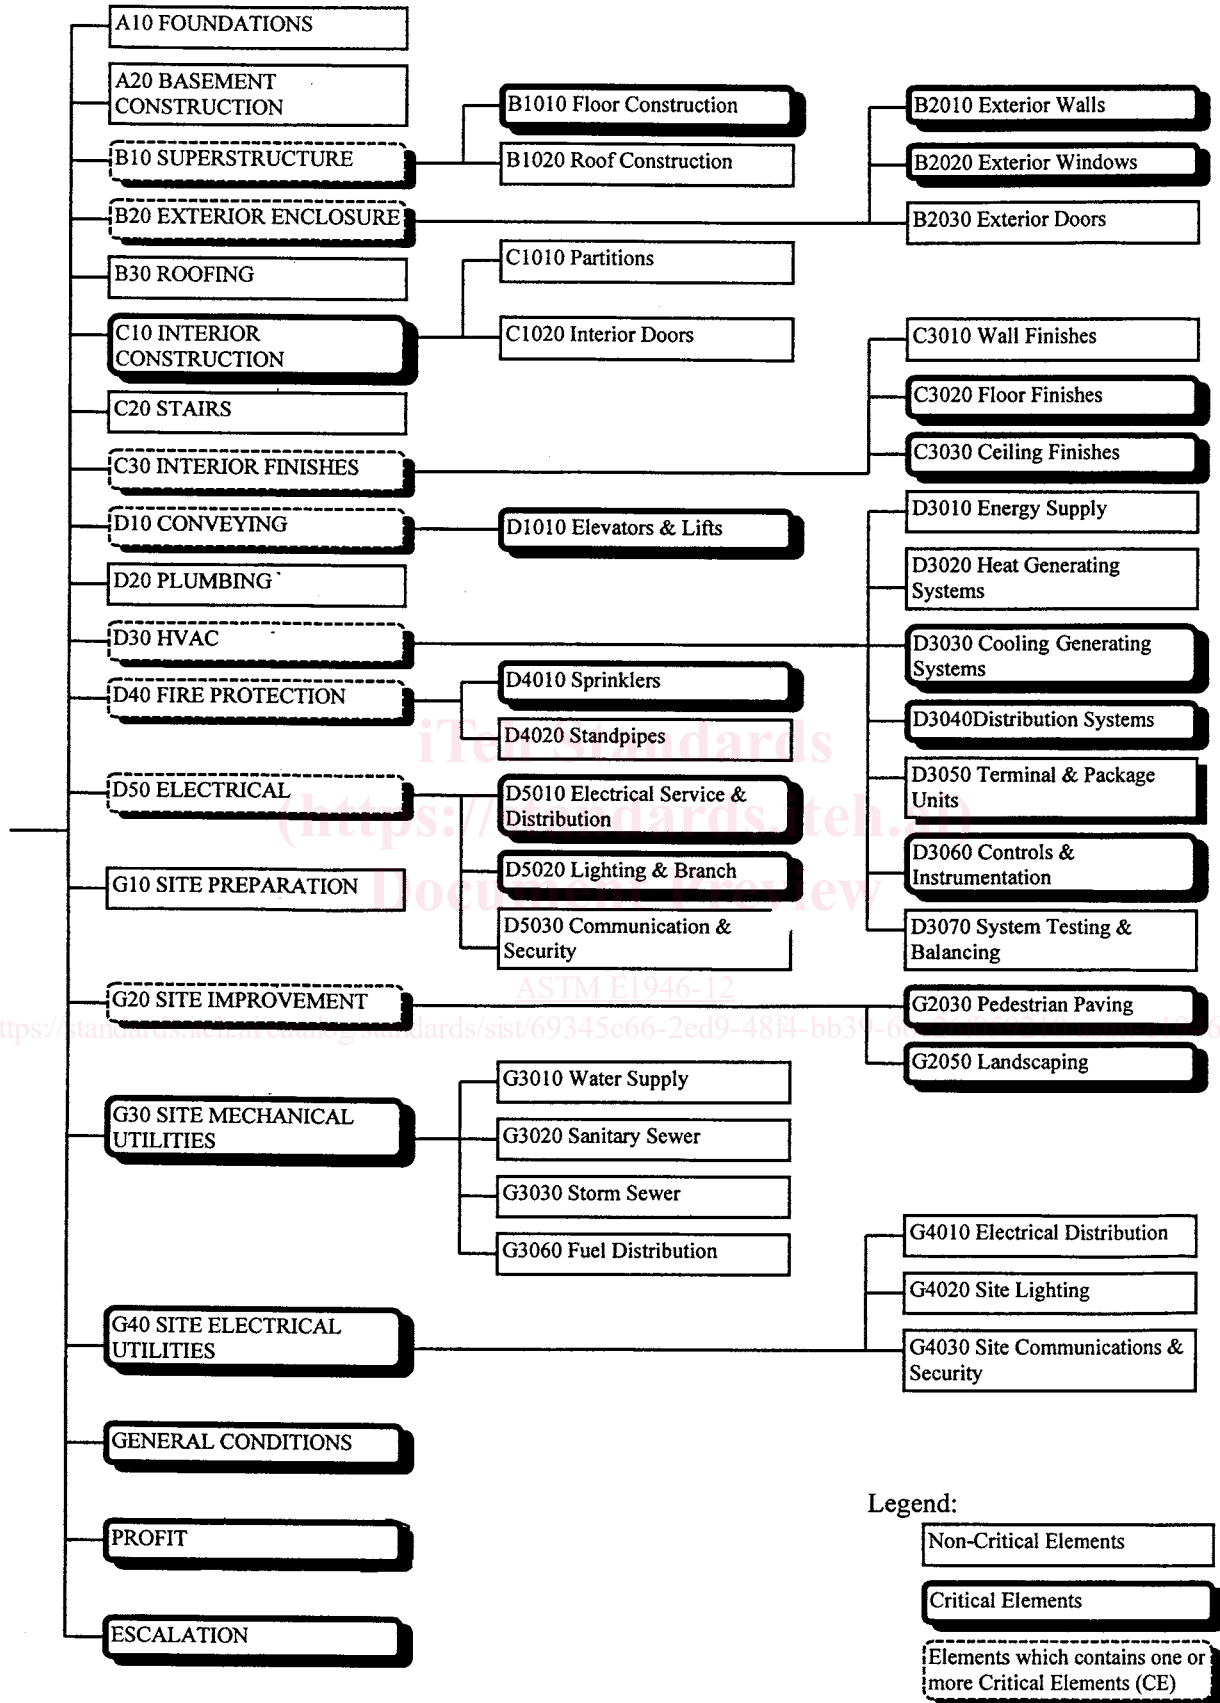 A10 FOUNDATIONS
A20 BASEMENT
CONSTRUCTION
B10 SUPERSTRUCTURE
B20 EXTERIOR ENCLOSURE
B30 ROOFING
C10 INTERIOR
CONSTRUCTION
C20 STAIRS
C30 INTERIOR FINISHES
D10 CONVEYING
D20 PLUMBING
D30 HVAC
D40 FIRE PROTECTION
D50 ELECTRICAL
G10 SITE PREPARATION
G20 SITE IMPROVEMENT
G30 SITE MECHANICAL
UTILITIES
G40 SITE ELECTRICAL
UTILITIES
GENERAL CONDITIONS
PROFIT
ESCALATION
B1010 Floor Construction
B1020 Roof Construction
C1010 Partitions
C1020 Interior Doors
D1010 Elevators & Lifts
D4010 Sprinklers
D4020 Standpipes
D5010 Electrical Service &
Distribution
D5020 Lighting & Branch
D5030 Communication &
Security
G3010 Water Supply
G3020 Sanitary Sewer
G3030 Storm Sewer
G3060 Fuel Distribution
B2010 Exterior Walls
B2020 Exterior Windows
B2030 Exterior Doors
C3010 Wall Finishes
C3020 Floor Finishes
C3030 Ceiling Finishes
D3010 Energy Supply
D3020 Heat Generating
Systems
D3030 Cooling Generating
Systems
D3040Distribution Systems
D3050 Terminal & Package
Units
D3060 Controls &
Instrumentation
D3070 System Testing &
Balancing
G2030 Pedestrian Paving
G2050 Landscaping
G4010 Electrical Distribution
G4020 Site Lighting
G4030 Site Communications &
Security
Legend:
Non-Critical Elements
Critical Elements
Elements which contains one or
more Critical Elements (CE)
iTeh Standards
(https://standards.iteh.ai)
Document Preview
ASTM E1946-12